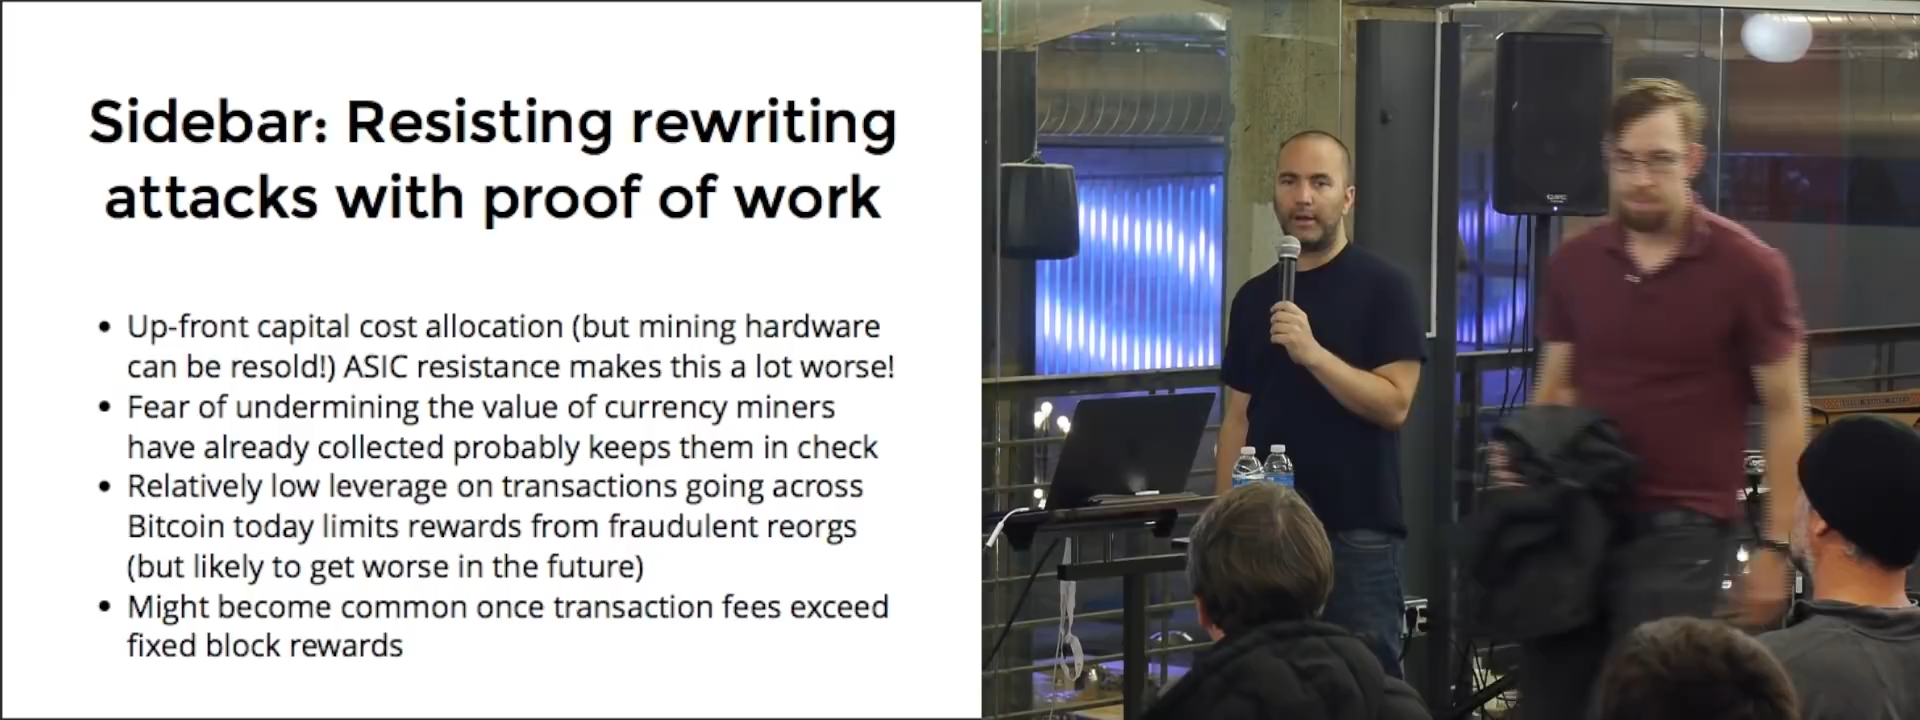 Sidebar: Resisting rewriting
attacks with proof of work
• Up-front capital cost allocation (but mining hardware
can be resold!) ASIC resistance makes this a lot worse!
• Fear of undermining the value of currency miners
have already collected probably keeps them in check
• Relatively low leverage on transactions going across
Bitcoin today limits rewards from fraudulent reorgs
(but likely to get worse in the future)
• Might become common once transaction fees exceed
fixed block rewards